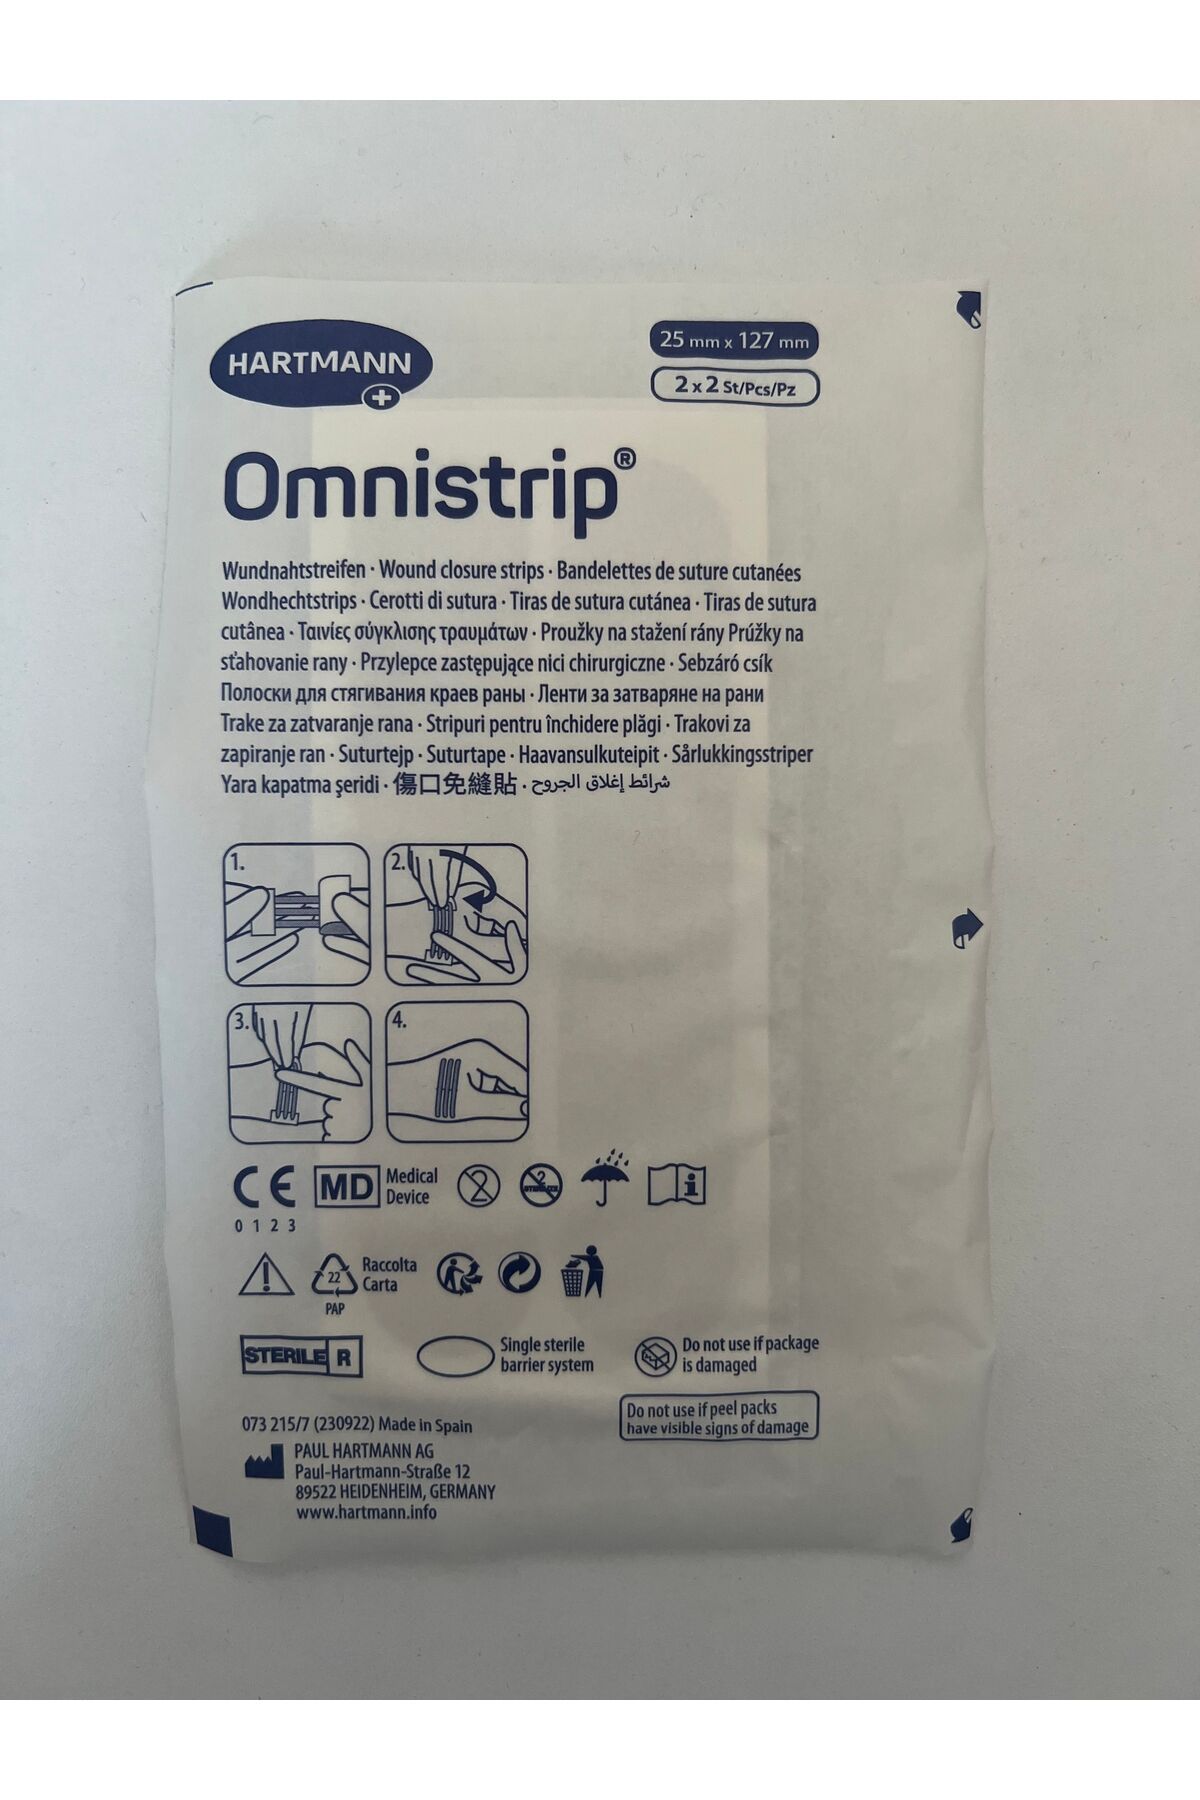 HARTMANN
25 mm x 127 mm
2 x 2 St/Pcs/Pz
Omnistrip®
Wundnahtstreifen · Wound closure strips · Bandelettes de suture cutanées
Wondhechtstrips · Cerotti di sutura · Tiras de sutura cutánea · Tiras de sutura
cutânea · Ταινίες σύγκλισης τραυμάτων · Proužky na stažení rány Prúžky na
sťahovanie rany · Przylepce zastępujące nici chirurgiczne · Sebzáró csík
Полоски для стягивания краев раны · Ленти за затваряне на рани
Trake za zatvaranje rana · Stripuri pentru închidere plăgi · Trakovi za
zapiranje ran · Suturtejp · Suturtape · Haavansulkuteipit · Sårlukkingsstriper
Yara kapatma şeridi · 傷口免縫貼 · شرائط إغلاق الجروح
1.
2.
3.
4.
CE
0 1 2 3
MD
Medical
Device
2
2
i
!
22
PAP
Raccolta
Carta
STERILE R
Single sterile
barrier system
Do not use if package
is damaged
Do not use if peel packs
have visible signs of damage
073 215/7 (230922) Made in Spain
PAUL HARTMANN AG
Paul-Hartmann-Straße 12
89522 HEIDENHEIM, GERMANY
www.hartmann.info